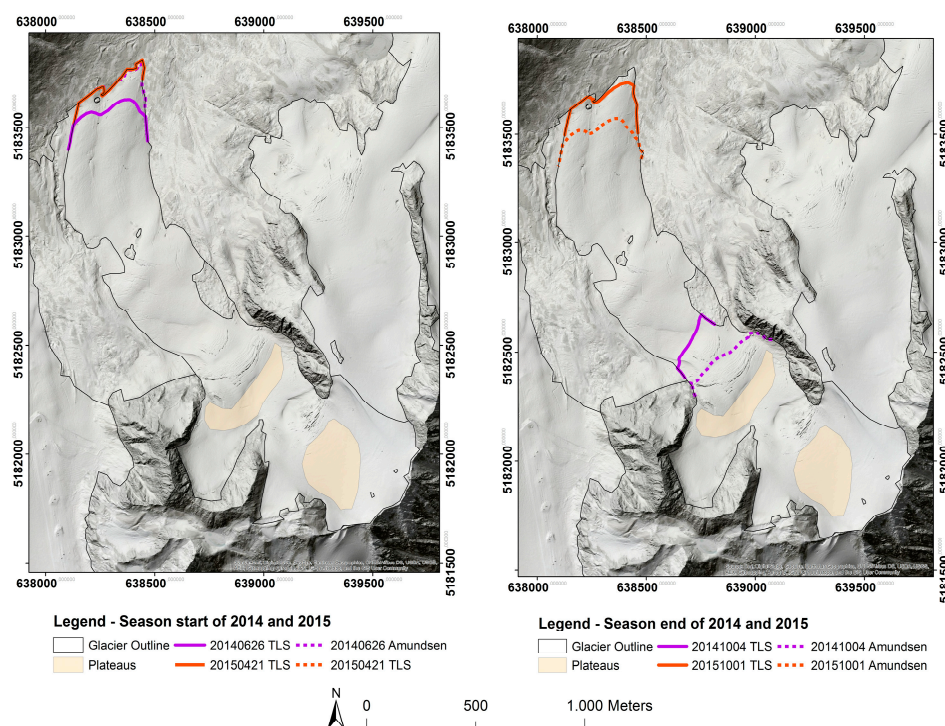 638000 638500 639000 639500
638000 638500 639000 639500
5183500
5183000
5182500
5182000
5181500
5183500
5183000
5182500
5182000
638000 638500 639000 639500
638000 638500 639000 639500
Legend - Season start of 2014 and 2015
Glacier Outline 20140626 TLS 20140626 Amundsen
Plateaus 20150421 TLS 20150421 TLS
Legend - Season end of 2014 and 2015
Glacier Outline 20141004 TLS 20141004 Amundsen
Plateaus 20151001 TLS 20151001 Amundsen
N
0 500 1.000 Meters